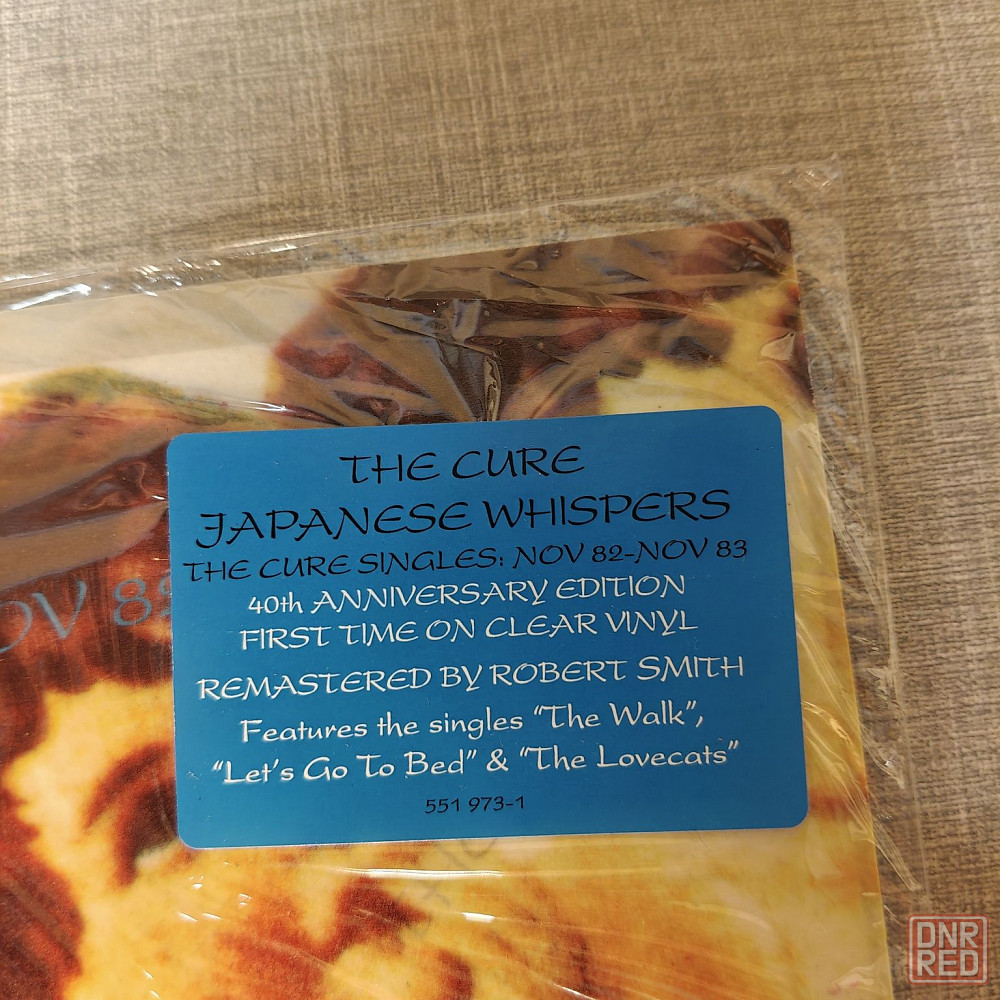 THE CURE
JAPANESE WHISPERS
THE CURE SINGLES: NOV 82-NOV 83
40th ANNIVERSARY EDITION
FIRST TIME ON CLEAR VINYL
REMASTERED BY ROBERT SMITH
Features the singles "The Walk",
"Let's Go To Bed" & "The Lovecats"
551 973-1
OV 82
DNR
RED